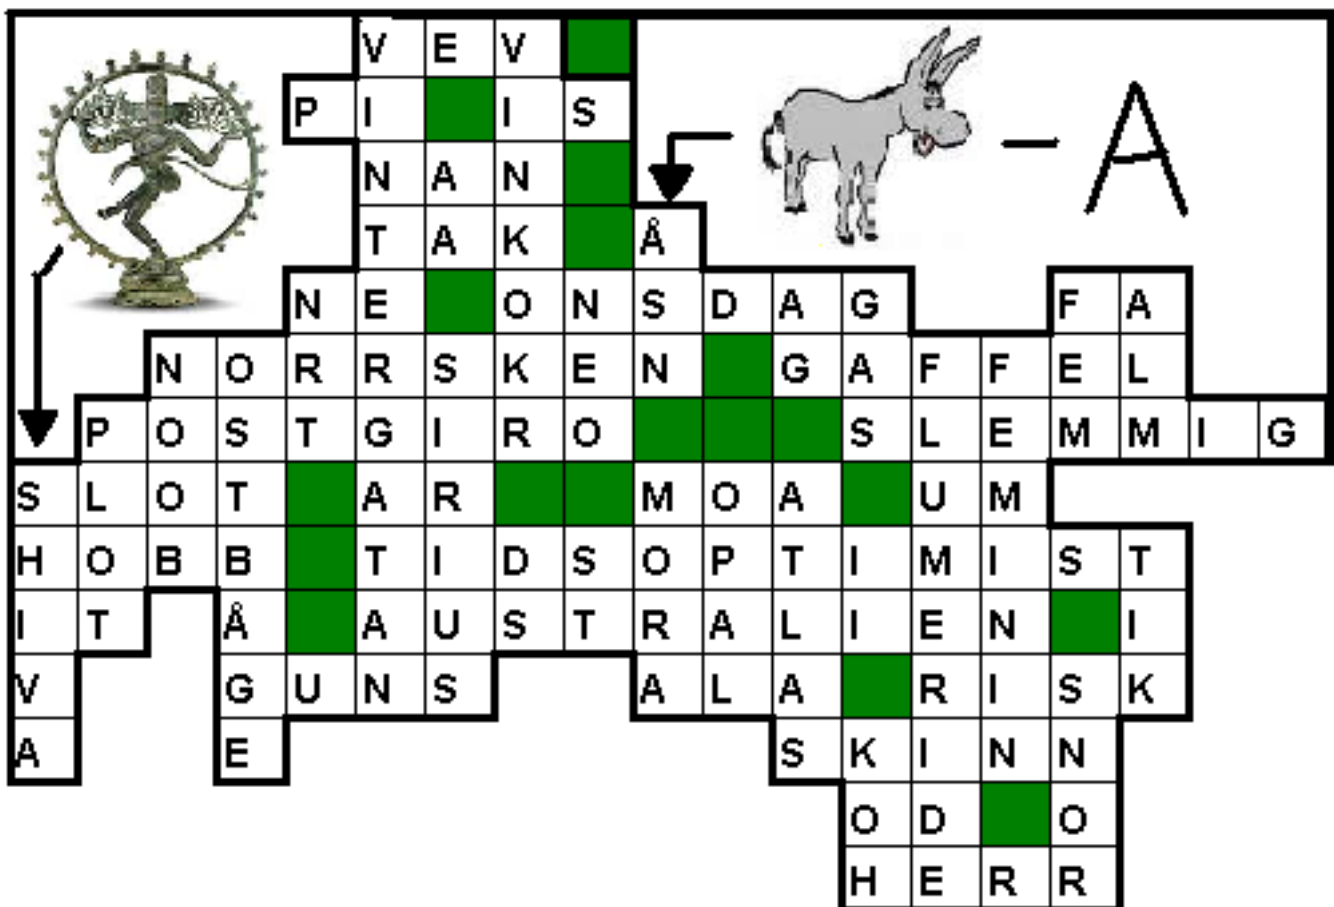 V E V
P I I S
N A N
T A K Å
N E O N S D A G F A
N O R R S K E N G A F F E L
P O S T G I R O S L E M M I G
S L O T A R M O A U M
H O B B T I D S O P T I M I S T
I T Å A U S T R A L I E N I
V G U N S A L A R I S K
A E S K I N N
O D O
H E R R
A